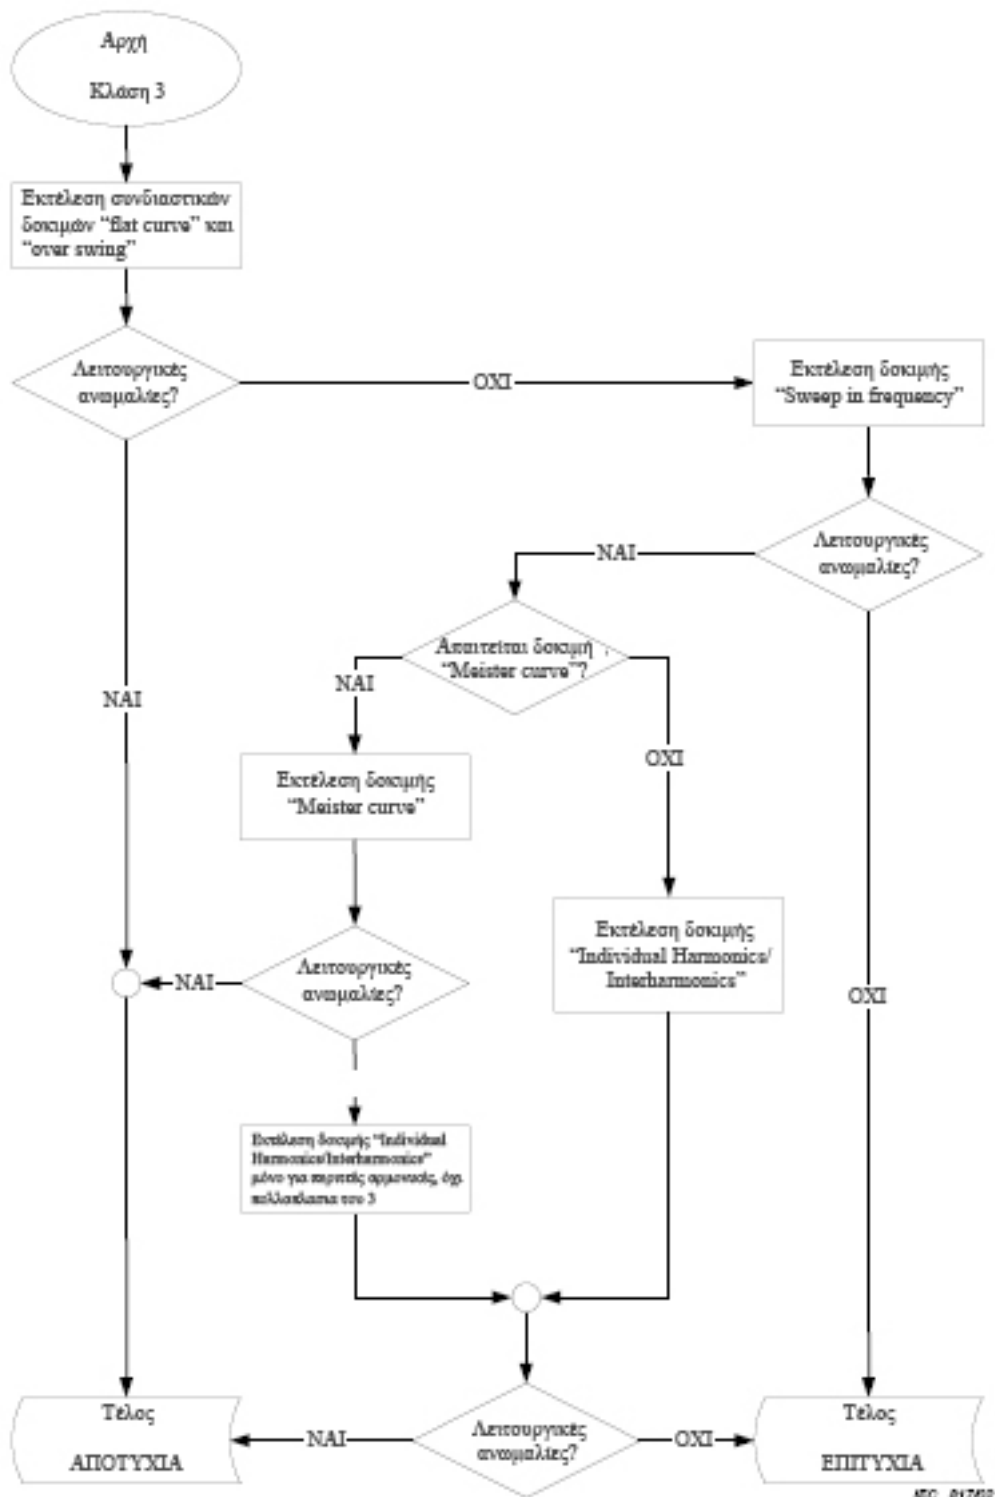 Αρχή
Κλάση 3
Εκτέλεση συνδιαστικών
δοκιμών “flat curve” και
“over swing”
Λειτουργικές
ανωμαλίες?
ΟΧΙ
Εκτέλεση δοκιμής
“Sweep in frequency”
Λειτουργικές
ανωμαλίες?
ΝΑΙ
Απαιτείται δοκιμή
“Meister curve”?
ΝΑΙ
ΝΑΙ
ΟΧΙ
Εκτέλεση δοκιμής
“Meister curve”
Εκτέλεση δοκιμής
“Individual Harmonics/
Interharmonics”
Λειτουργικές
ανωμαλίες?
ΝΑΙ
ΟΧΙ
Εκτέλεση δοκιμής “Individual
Harmonics/Interharmonics”
μόνο για περιττές αρμονικές, όχι
πολλαπλασια του 3
Τέλος
ΑΠΟΤΥΧΙΑ
ΝΑΙ
Λειτουργικές
ανωμαλίες?
ΟΧΙ
Τέλος
ΕΠΙΤΥΧΙΑ
IEC